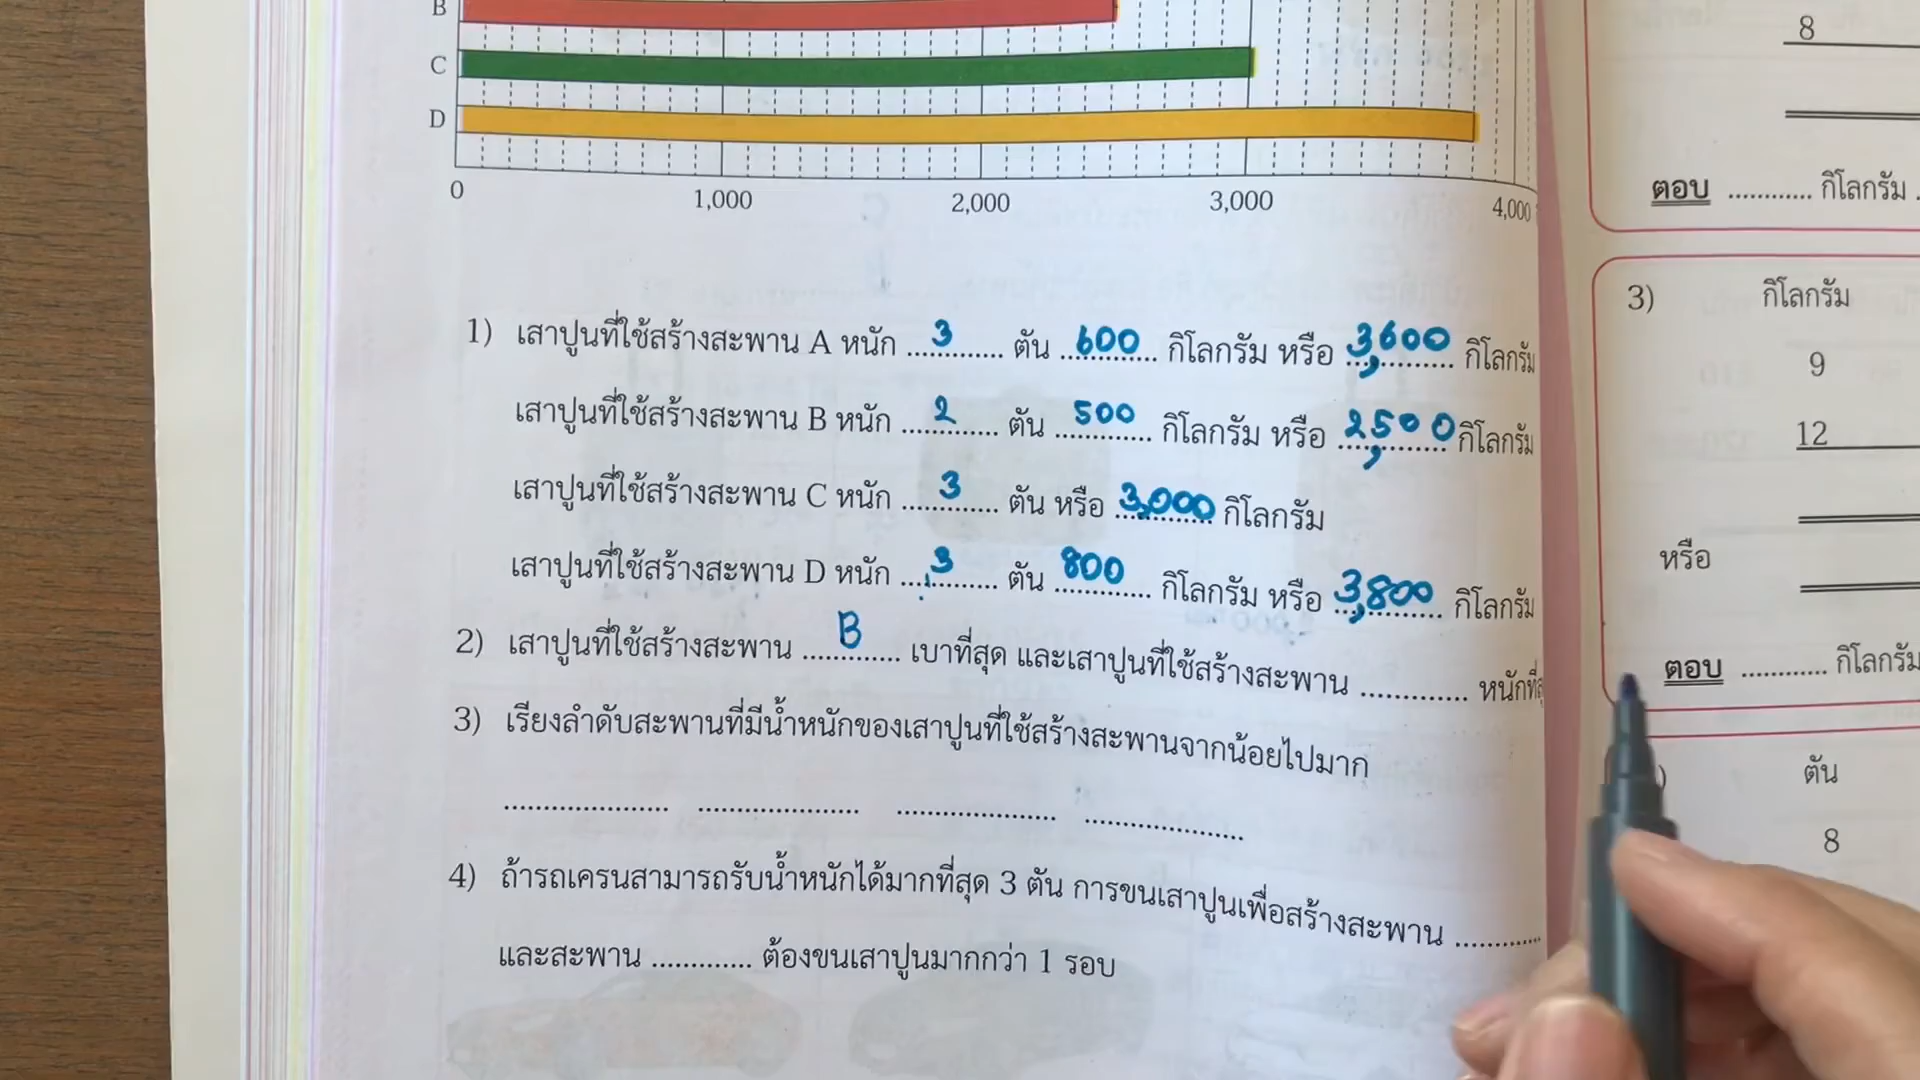 B
C
D
0 1,000 2,000 3,000 4,000
1) เสาปูนที่ใช้สร้างสะพาน A หนัก 3 ตัน 600 กิโลกรัม หรือ 3,600 กิโลกรัม
เสาปูนที่ใช้สร้างสะพาน B หนัก 2 ตัน 500 กิโลกรัม หรือ 2,500 กิโลกรัม
เสาปูนที่ใช้สร้างสะพาน C หนัก 3 ตัน หรือ 3,000 กิโลกรัม
เสาปูนที่ใช้สร้างสะพาน D หนัก 3 ตัน 800 กิโลกรัม หรือ 3,800 กิโลกรัม
2) เสาปูนที่ใช้สร้างสะพาน B เบาที่สุด และเสาปูนที่ใช้สร้างสะพาน ............. หนักที่
3) เรียงลำดับสะพานที่มีน้ำหนักของเสาปูนที่ใช้สร้างสะพานจากน้อยไปมาก
...................... ...................... ...................... ......................
4) ถ้ารถเครนสามารถรับน้ำหนักได้มากที่สุด 3 ตัน การขนเสาปูนเพื่อสร้างสะพาน ............
และสะพาน ............. ต้องขนเสาปูนมากกว่า 1 รอบ
8
ตอบ ............ กิโลกรัม
3) กิโลกรัม
9
12
หรือ
ตอบ ............ กิโลกรัม
) ตัน
8